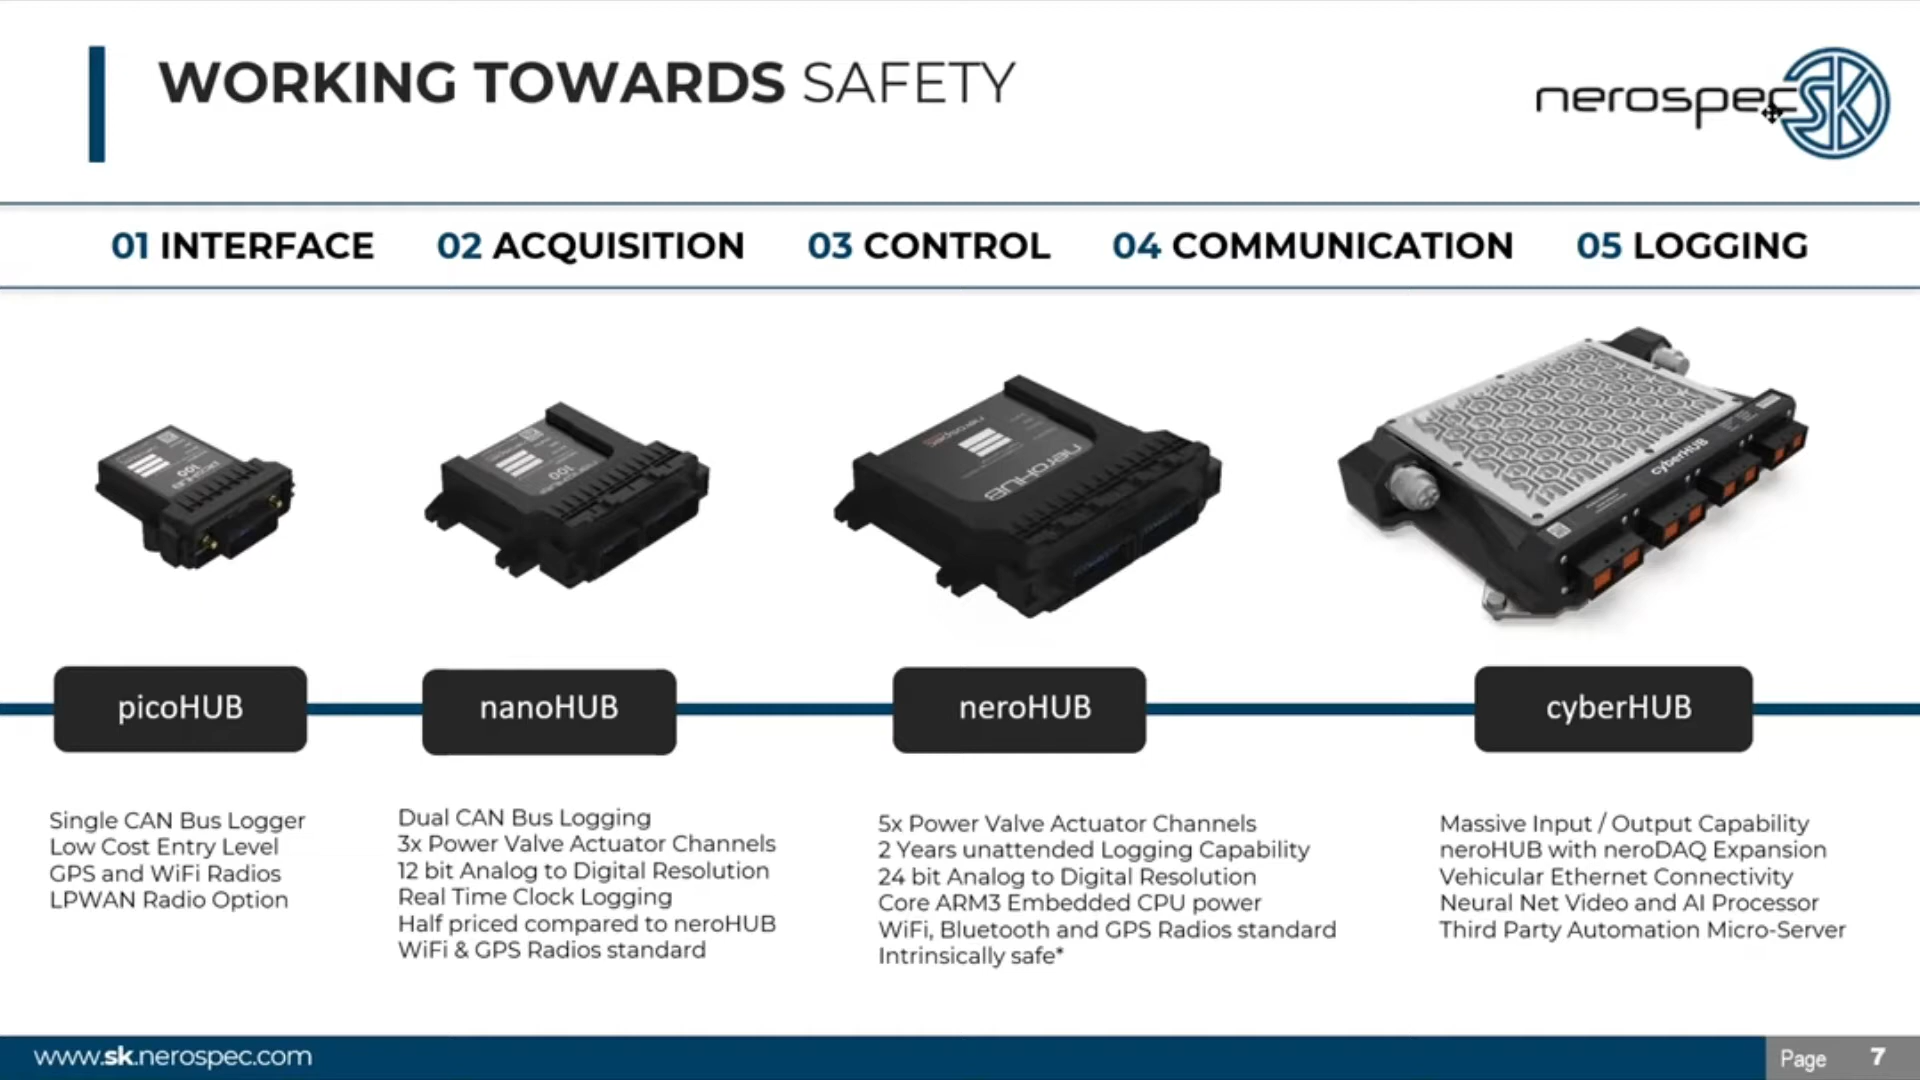 WORKING TOWARDS SAFETY
nerospec SK
01 INTERFACE 02 ACQUISITION 03 CONTROL 04 COMMUNICATION 05 LOGGING
100
100
nerospec
neroHUB
cyberHUB
picoHUB
nanoHUB
neroHUB
cyberHUB
Single CAN Bus Logger
Low Cost Entry Level
GPS and WiFi Radios
LPWAN Radio Option
Dual CAN Bus Logging
3x Power Valve Actuator Channels
12 bit Analog to Digital Resolution
Real Time Clock Logging
Half priced compared to neroHUB
WiFi & GPS Radios standard
5x Power Valve Actuator Channels
2 Years unattended Logging Capability
24 bit Analog to Digital Resolution
Core ARM3 Embedded CPU power
WiFi, Bluetooth and GPS Radios standard
Intrinsically safe*
Massive Input / Output Capability
neroHUB with neroDAQ Expansion
Vehicular Ethernet Connectivity
Neural Net Video and AI Processor
Third Party Automation Micro-Server
www.sk.nerospec.com
Page 7